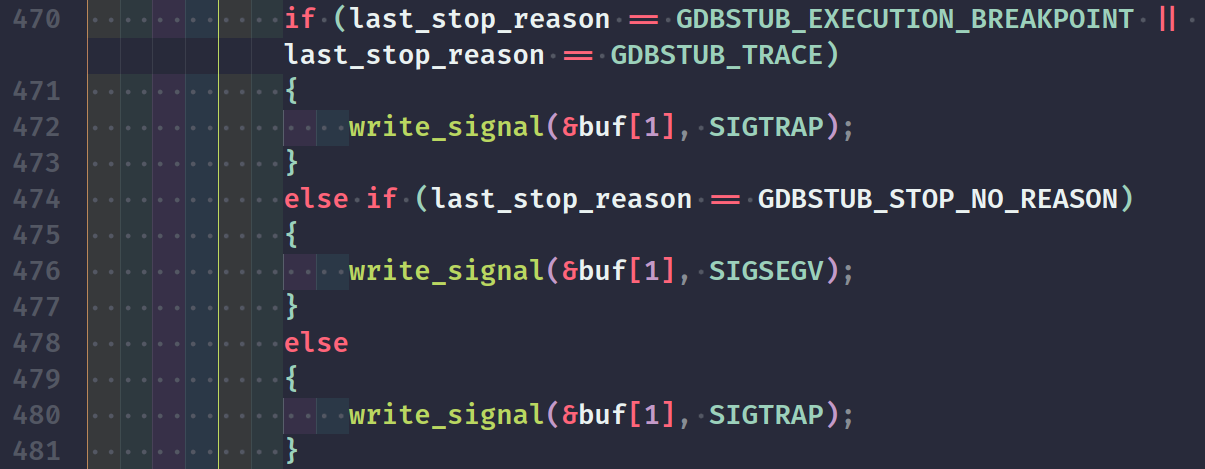 470 if (last_stop_reason == GDBSTUB_EXECUTION_BREAKPOINT ||
last_stop_reason == GDBSTUB_TRACE)
471 {
472 write_signal(&buf[1], SIGTRAP);
473 }
474 else if (last_stop_reason == GDBSTUB_STOP_NO_REASON)
475 {
476 write_signal(&buf[1], SIGSEGV);
477 }
478 else
479 {
480 write_signal(&buf[1], SIGTRAP);
481 }